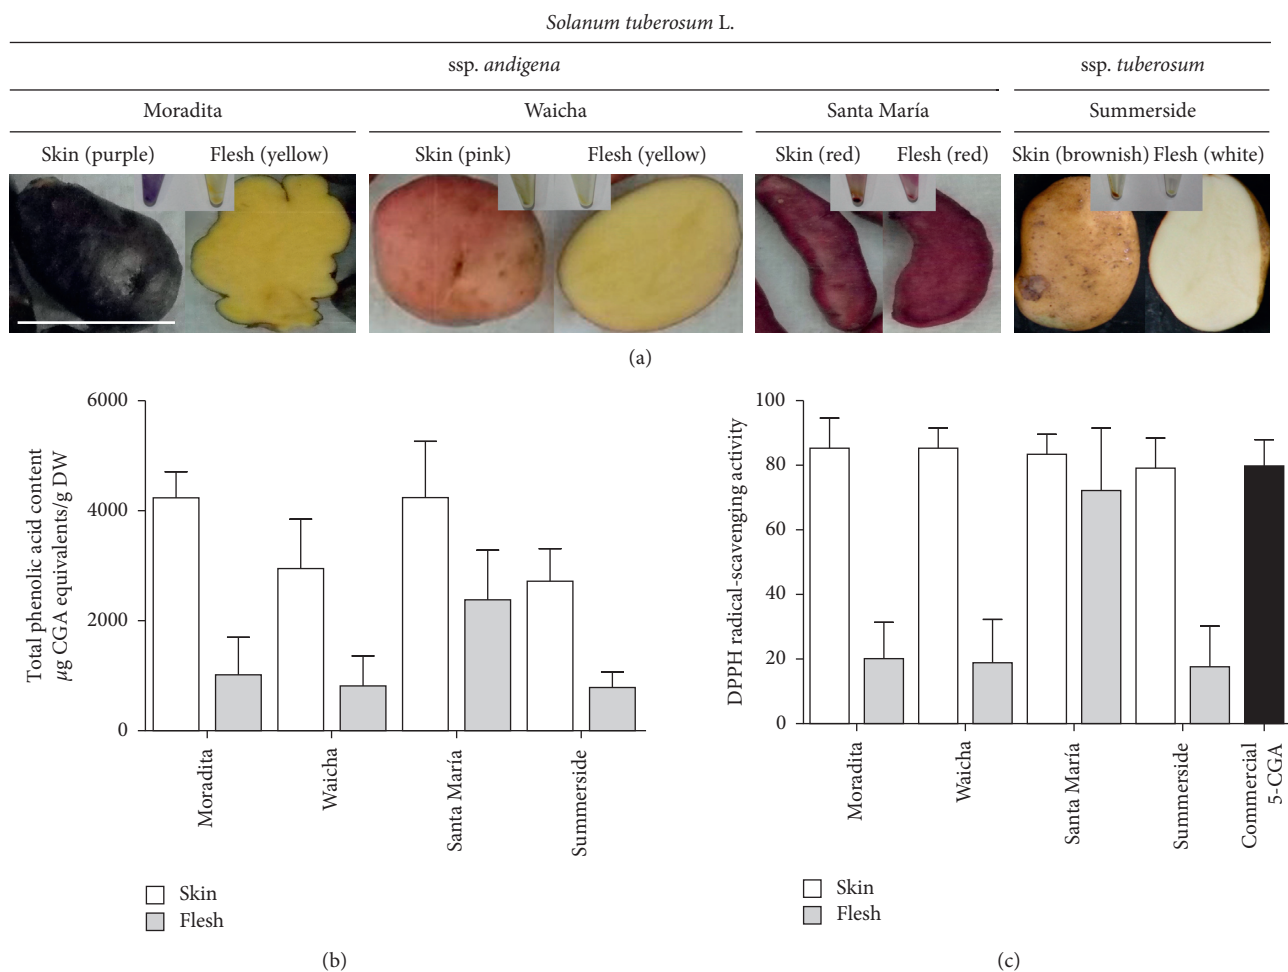 Solanum tuberosum L.
ssp. andigena
ssp. tuberosum
Moradita
Waicha
Santa María
Summerside
Skin (purple)
Flesh (yellow)
Skin (pink)
Flesh (yellow)
Skin (red)
Flesh (red)
Skin (brownish)
Flesh (white)
(a)
Total phenolic acid content
µg CGA equivalents/g DW
6000
4000
2000
0
Moradita
Waicha
Santa María
Summerside
Skin
Flesh
(b)
DPPH radical-scavenging activity
100
80
60
40
20
0
Moradita
Waicha
Santa María
Summerside
Commercial
5-CGA
Skin
Flesh
(c)